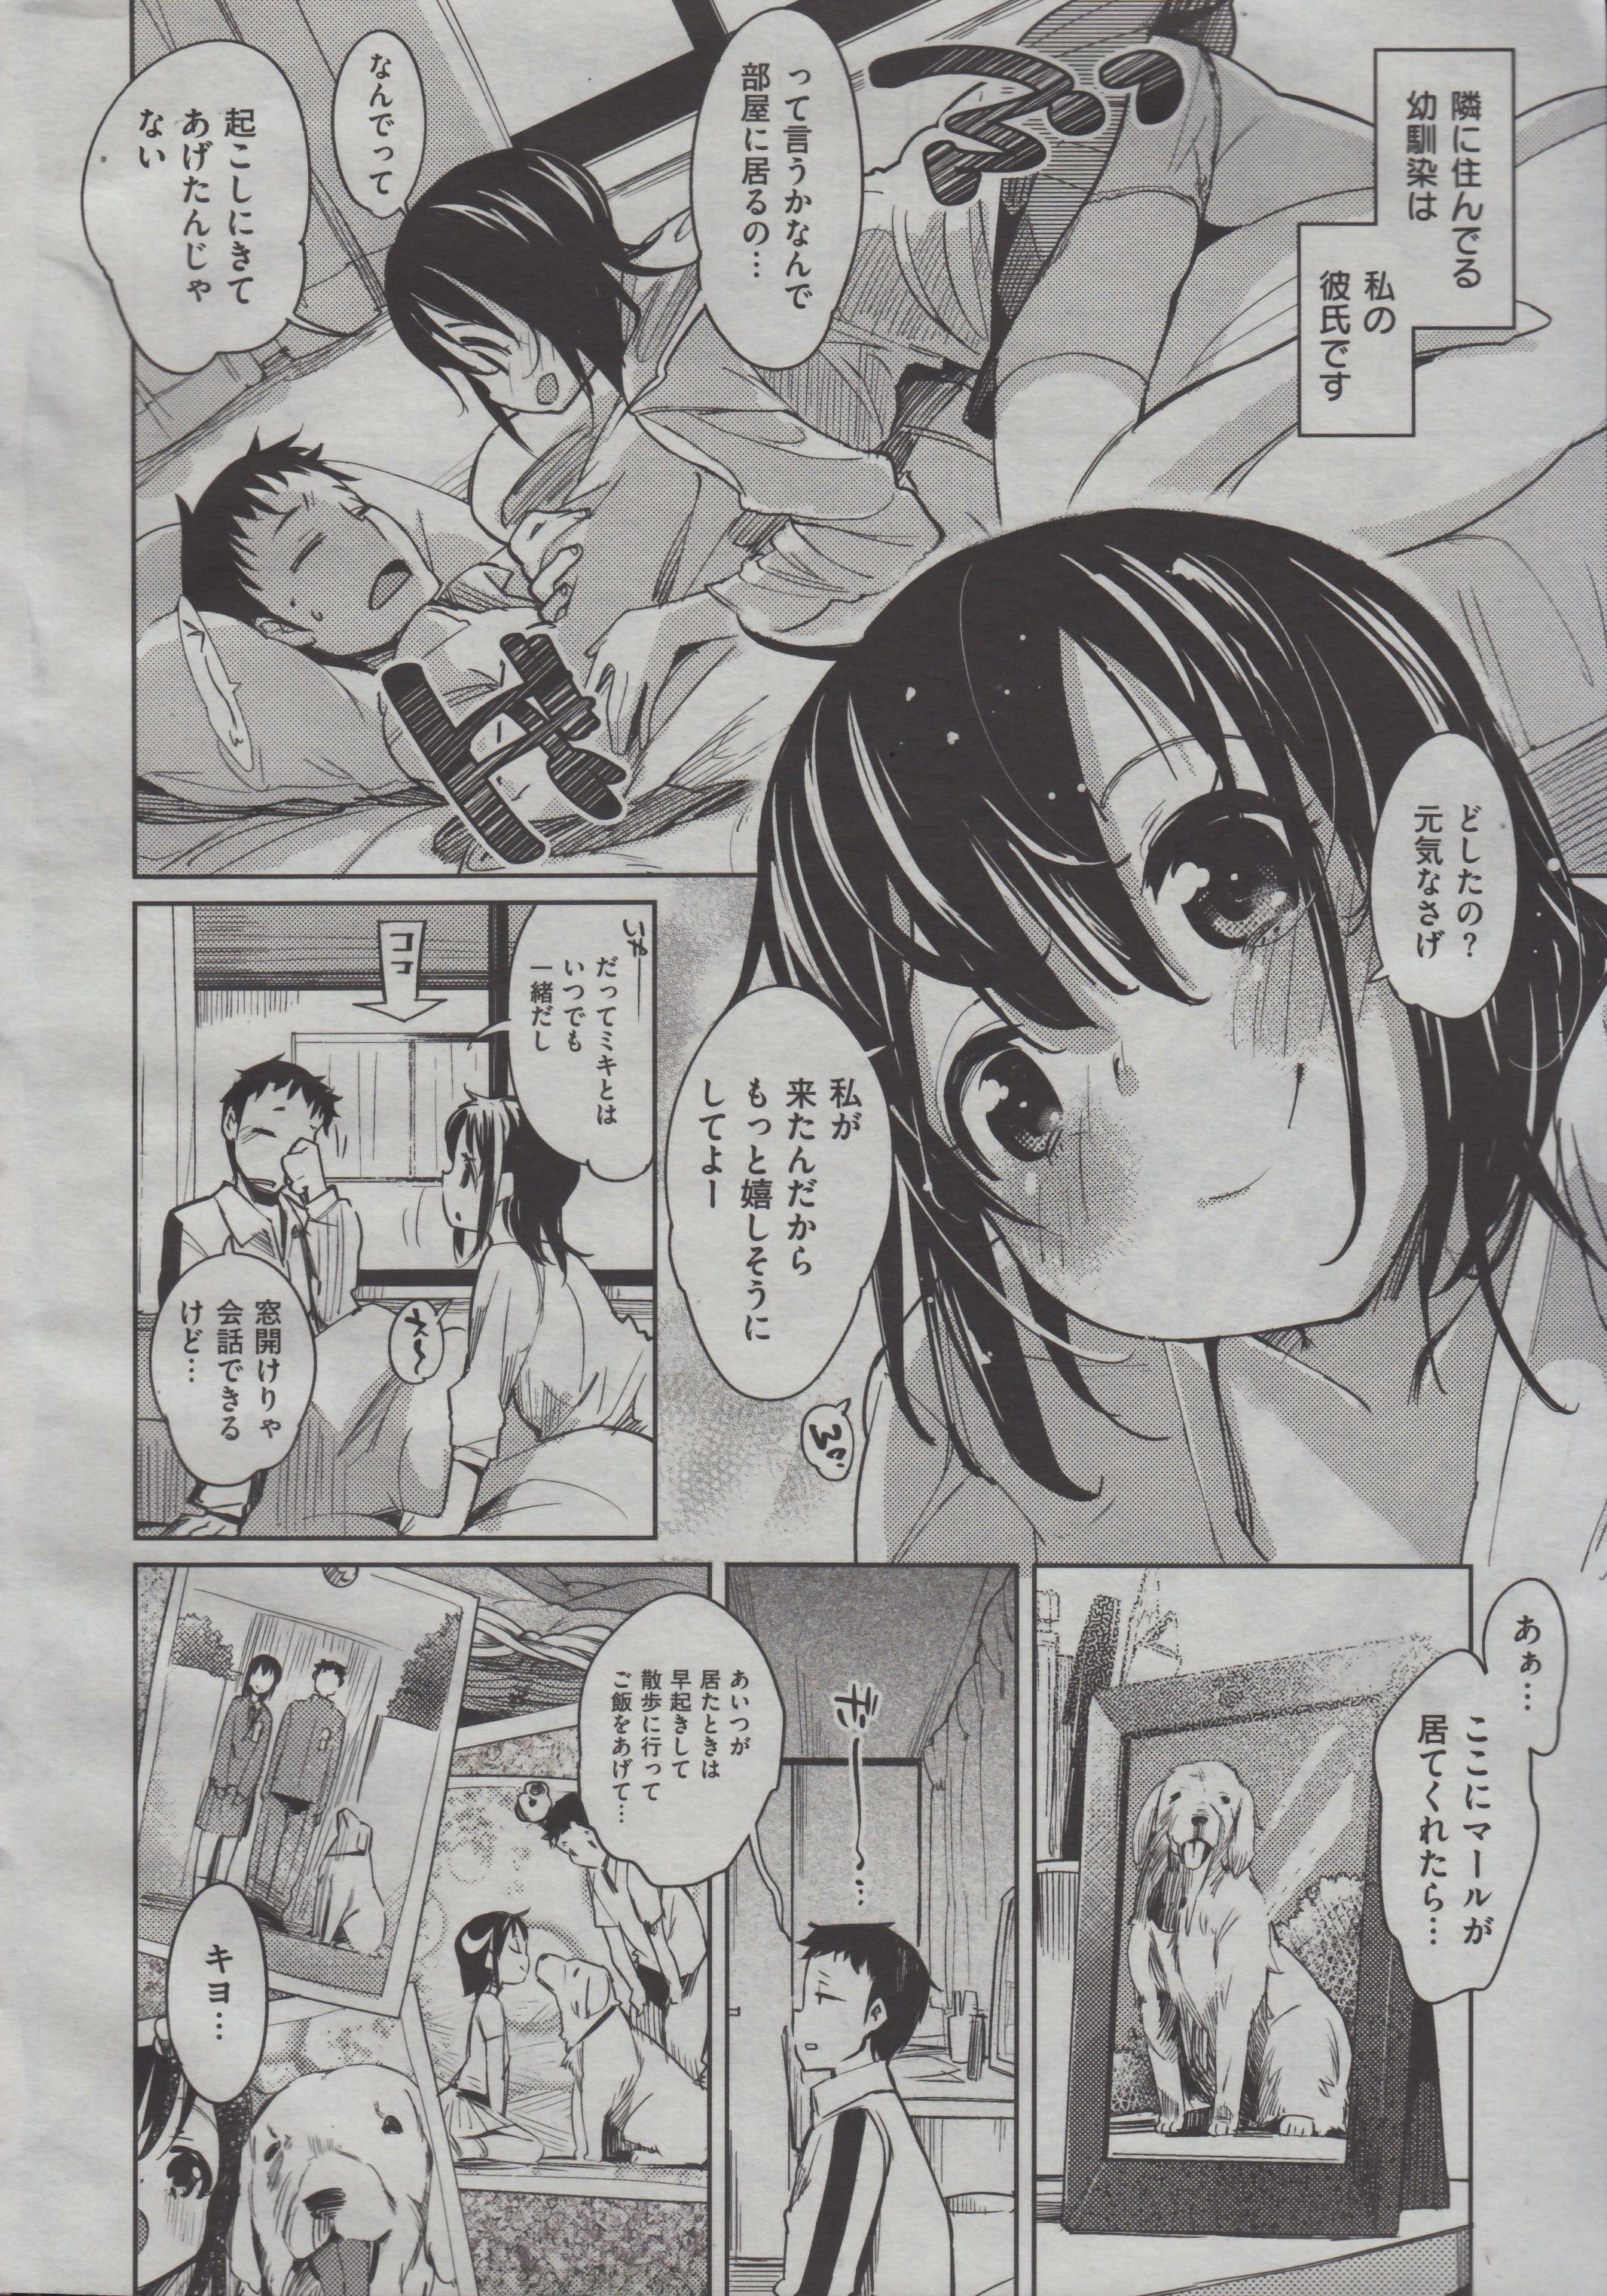 隣に住んでる
幼馴染は
私の
彼氏です
って言うかなんで
部屋に居るの…
なんでって
起こしにきて
あげたんじゃ
ない
どしたの?
元気なさげ
私が
来たんだから
もっと嬉しそうに
してよー
いやー
だってミキとは
いつでも
一緒だし
ココ
え〜
窓開けりゃ
会話できる
けど…
あぁ…
ここにマールが
居てくれたら…
あいつが
居たときは
早起きして
散歩に行って
ご飯をあげて…
キヨ…